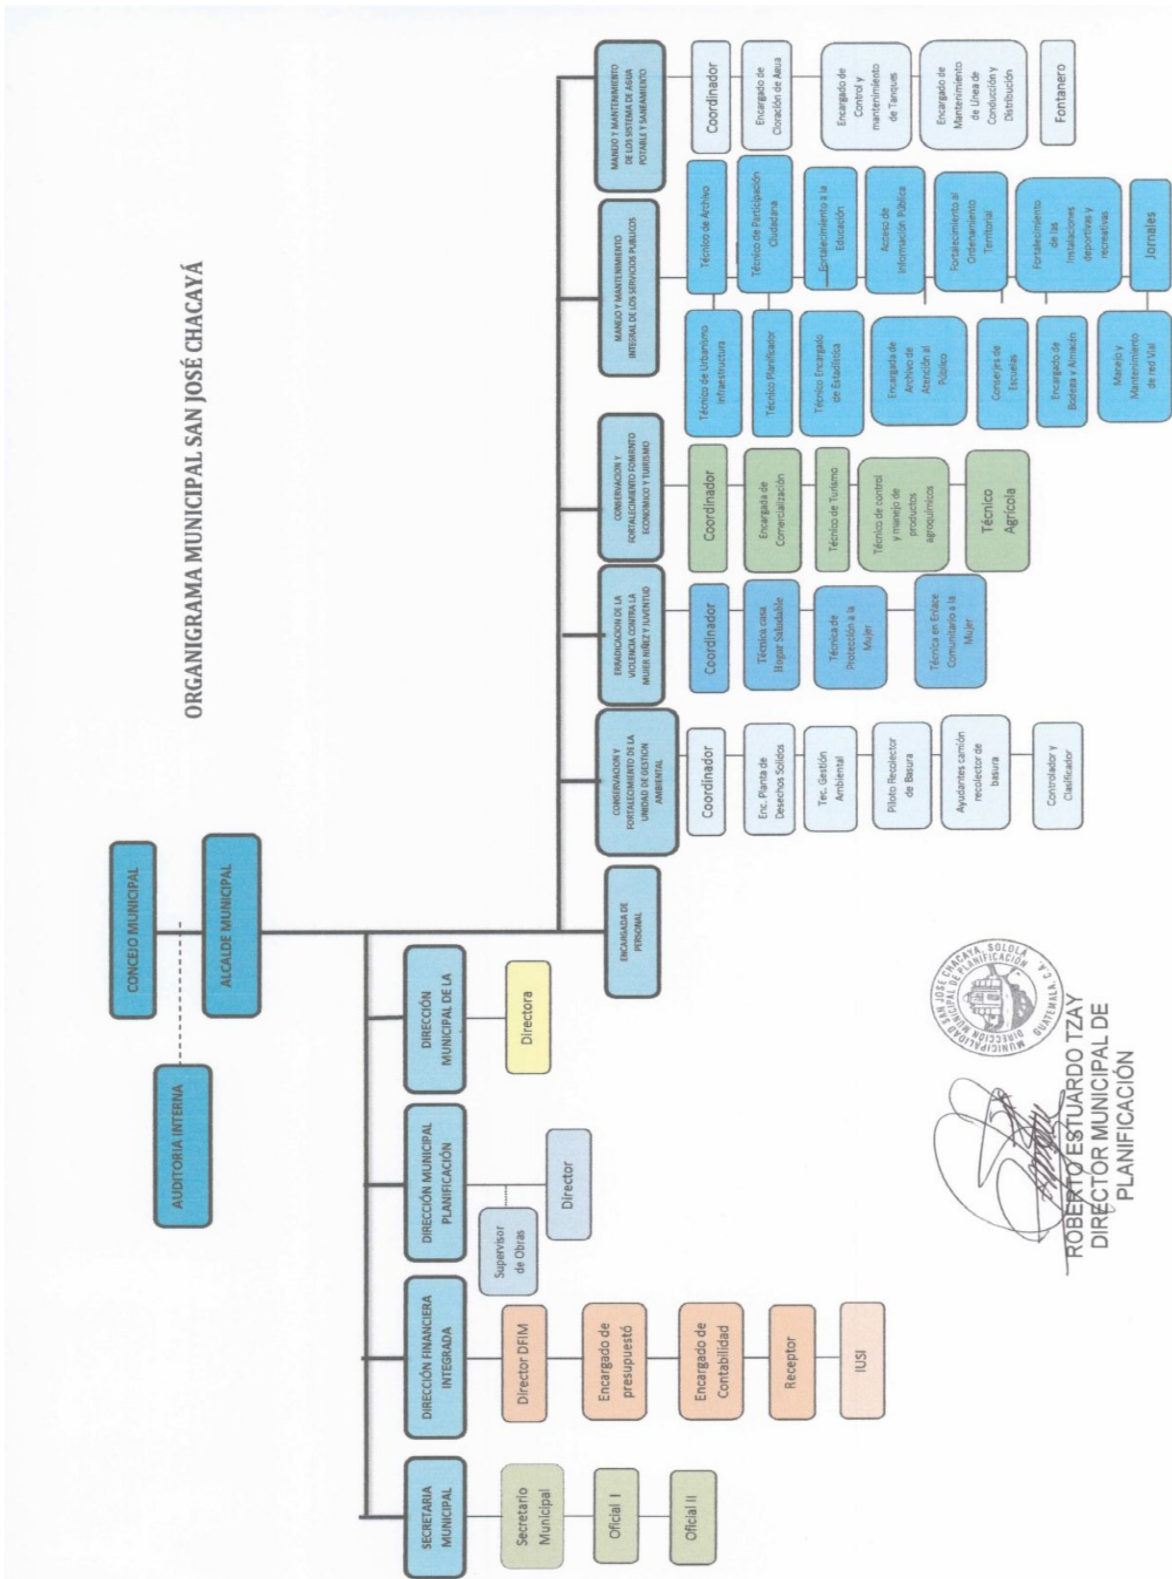 ORGANIGRAMA MUNICIPAL SAN JOSÉ CHACAYÁ
CONCEJO MUNICIPAL
AUDITORIA INTERNA
ALCALDE MUNICIPAL
SECRETARIA
MUNICIPAL
DIRECCIÓN FINANCIERA
INTEGRADA
DIRECCIÓN MUNICIPAL
PLANIFICACIÓN
DIRECCIÓN
MUNICIPAL DE LA
Secretario
Municipal
Oficial I
Oficial II
Director DFIM
Encargado de
presupuestó
Encargado de
Contabilidad
Receptor
IUSI
Supervisor
de Obras
Director
Directora
ENCARGADA DE
PERSONAL
CONSERVACION Y
FORTALECIMIENTO DE LA
UNIDAD DE GESTION
AMBIENTAL
ERRADICACION DE LA
VIOLENCIA CONTRA LA
MUJER NIÑEZ Y JUVENTUD
CONSERVACION Y
FORTALECIMIENTO FOMENTO
ECONOMICO Y TURISMO
MANEJO Y MANTENIMIENTO
INTEGRAL DE LOS SERVICIOS PUBLICOS
MANEJO Y MANTENIMIENTO
DE LOS SISTEMA DE AGUA
POTABLE Y SANEAMIENTO
Coordinador
Enc. Planta de
Desechos Solidos
Tec. Gestión
Ambiental
Piloto Recolector
de Basura
Ayudantes camión
recolector de
basura
Controlador y
Clasificador
Coordinador
Técnica casa
Hogar Saludable
Técnica de
Protección a la
Mujer
Técnica en Enlace
Comunitario a la
Mujer
Coordinador
Encargada de
Comercialización
Técnico de Turismo
Técnico de control
y manejo de
productos
agroquímicos
Técnico
Agrícola
Técnico de Urbanismo
Infraestructura
Técnico Planificador
Técnico Encargado
de Estadística
Encargada de
Archivo de
Atención al
Público
Conserjes de
Escuelas
Encargado de
Bodega y Almacén
Manejo y
Mantenimiento
de red Vial
Técnico de Archivo
Técnico de Participación
Ciudadana
Fortalecimiento a la
Educación
Acceso de
Información Pública
Fortalecimiento al
Ordenamiento
Territorial
Fortalecimiento
de las
instalaciones
deportivas y
recreativas
Jornales
Coordinador
Encargado de
Cloración de Agua
Encargado de
Control y
mantenimiento
de Tanques
Encargado de
Mantenimiento
de Línea de
Conducción y
Distribución
Fontanero
MUNICIPALIDAD SAN JOSE CHACAYA, SOLOLÁ
DIRECCIÓN MUNICIPAL DE PLANIFICACIÓN
GUATEMALA, C.A.
ROBERTO ESTUARDO TZAY
DIRECTOR MUNICIPAL DE
PLANIFICACIÓN